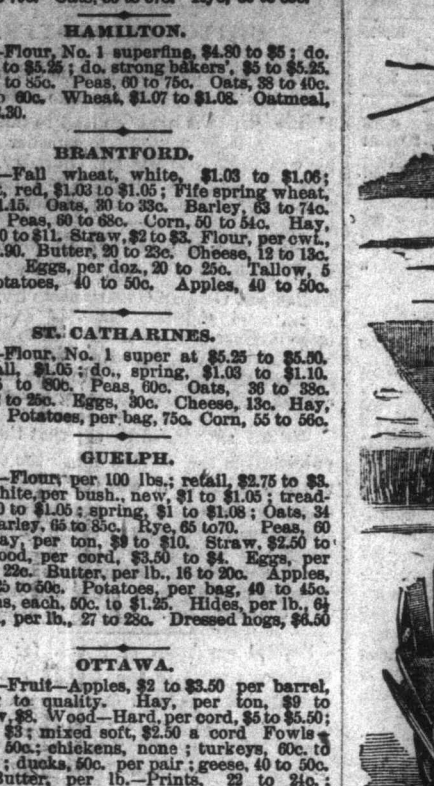 HAMILTON.
—Flour, No. 1 superfine, $4.80 to $5; do.
to $5.25; do. strong bakers', $5 to $5.25.
to 85c. Peas, 60 to 75c. Oats, 38 to 40c.
60c. Wheat, $1.07 to $1.08. Oatmeal,
.30.
BRANTFORD.
—Fall wheat, white, $1.03 to $1.06;
, red, $1.03 to $1.05; Fife spring wheat,
1.15. Oats, 30 to 33c. Barley, 63 to 74c.
Peas, 60 to 68c. Corn, 50 to 54c. Hay,
0 to $11. Straw, $2 to $3. Flour, per cwt.,
.90. Butter, 20 to 23c. Cheese, 12 to 13c.
Eggs, per doz., 20 to 25c. Tallow, 5
otatoes, 40 to 50c. Apples, 40 to 50c.
ST. CATHARINES.
—Flour, No. 1 super at $5.25 to $5.50.
all, $1.05; do., spring, $1.03 to $1.10.
to 80c. Peas, 60c. Oats, 36 to 38c.
to 25c. Eggs, 30c. Cheese, 13c. Hay,
Potatoes, per bag, 75c. Corn, 55 to 56c.
GUELPH.
—Flour, per 100 lbs.; retail, $2.75 to $3.
hite, per bush., new, $1 to $1.05; tread-
0 to $1.05; spring, $1 to $1.08; Oats, 34
arley, 65 to 85c. Rye, 65 to 70. Peas, 60
ay, per ton, $9 to $10. Straw, $2.50 to
ood, per cord, $3.50 to $4. Eggs, per
22c. Butter, per lb., 16 to 20c. Apples,
to 50c. Potatoes, per bag, 40 to 45c.
s, each, 50c. to $1.25. Hides, per lb., 6½
, per lb., 27 to 28c. Dressed hogs, $6.50
OTTAWA.
—Fruit—Apples, $2 to $3.50 per barrel,
to quality. Hay, per ton, $9 to
, $8. Wood—Hard, per cord, $5 to $5.50;
$3; mixed soft, $2.50 a cord Fowls—
50c.; chickens, none; turkeys, 60c. to
; ducks, 50c. per pair; geese, 40 to 50c.
Butter, per lb.—Prints, 22 to 24c.;